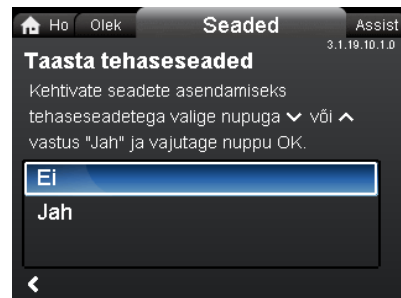 Ho Olek Seaded Assist
3.1.19.10.1.0
Taasta tehaseseaded
Kehtivate seadete asendamiseks
tehaseseadetega valige nupuga või
vastus "Jah" ja vajutage nuppu OK.
Ei
Jah